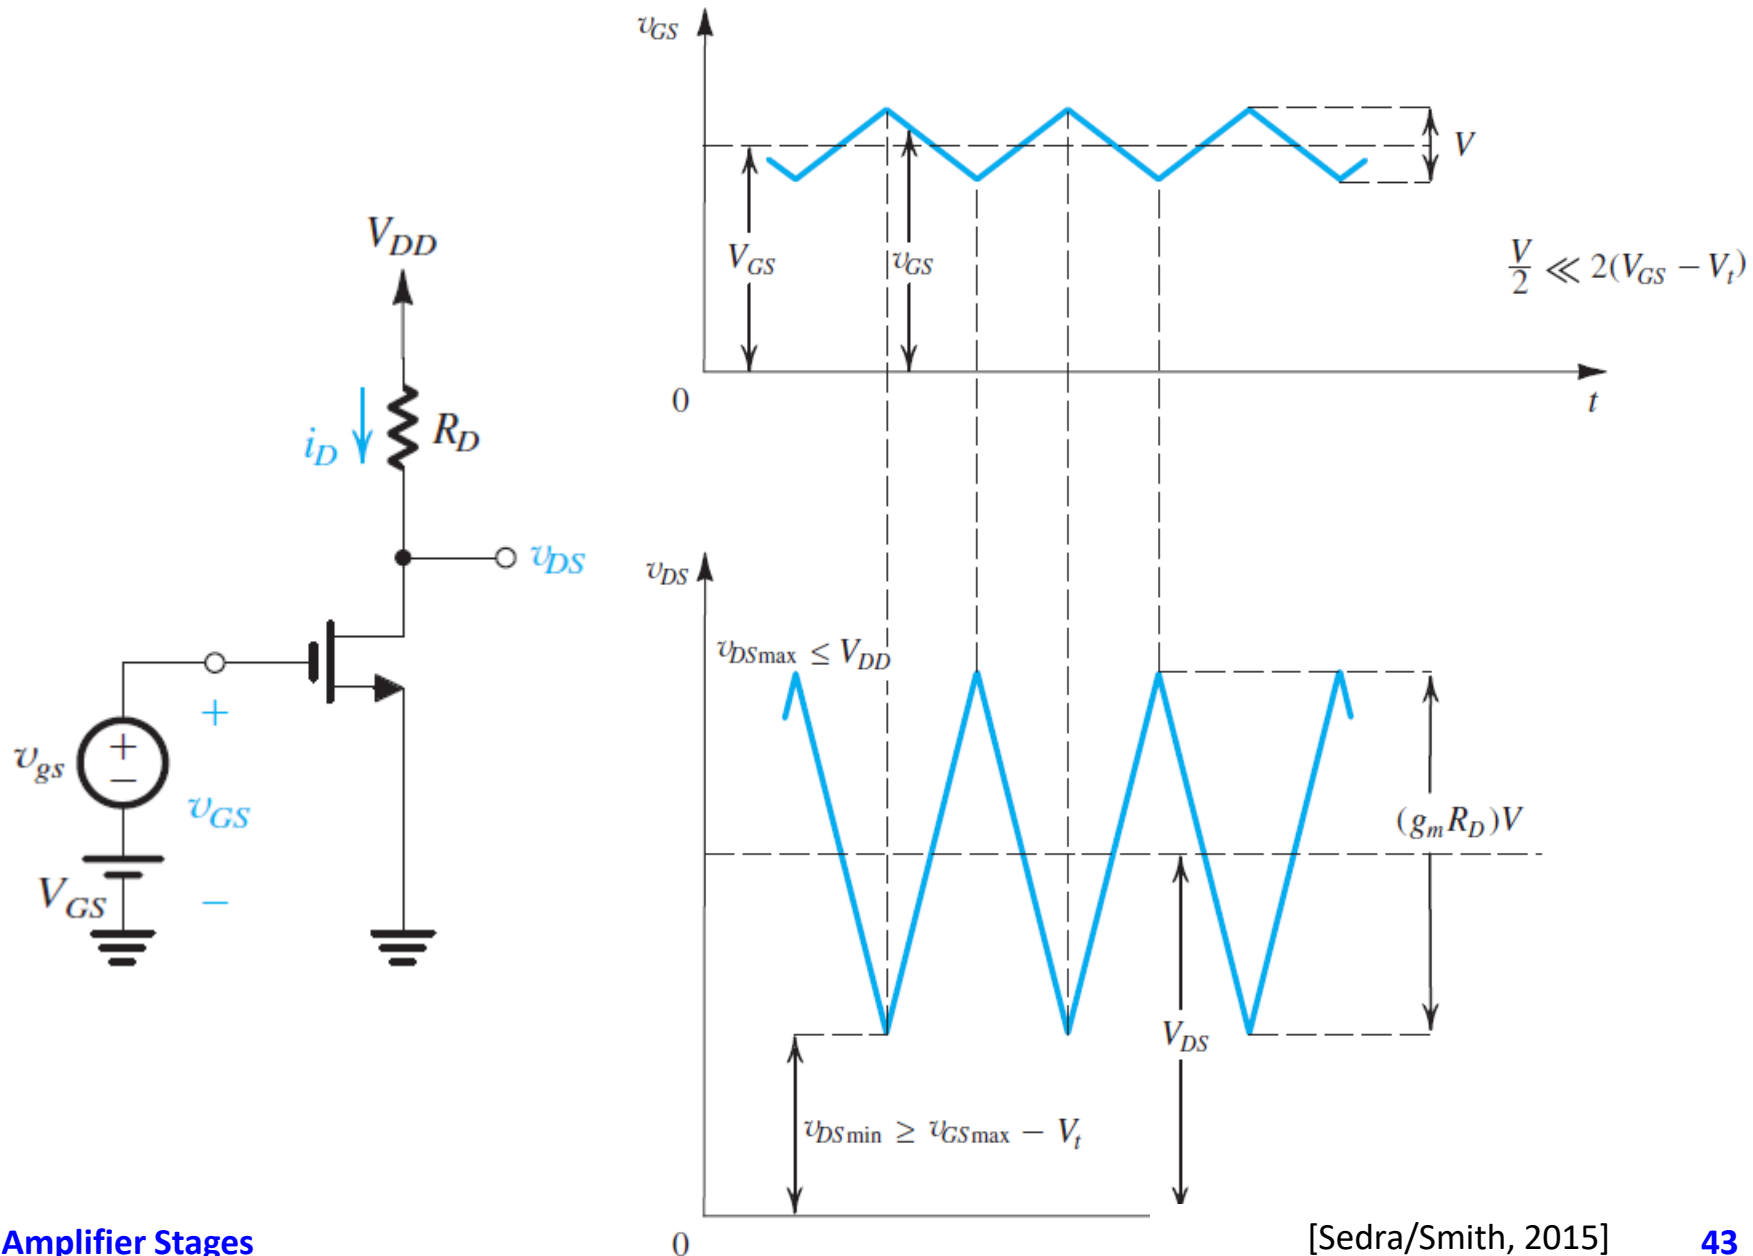 V_DD
i_D
R_D
v_DS
+
v_gs
+
−
v_GS
V_GS
−
v_GS
V
V_GS
v_GS
V/2 ≪ 2(V_GS − V_t)
0
t
v_DS
v_DSmax ≤ V_DD
(g_m R_D)V
V_DS
v_DSmin ≥ v_GSmax − V_t
0
Amplifier Stages
[Sedra/Smith, 2015]
43